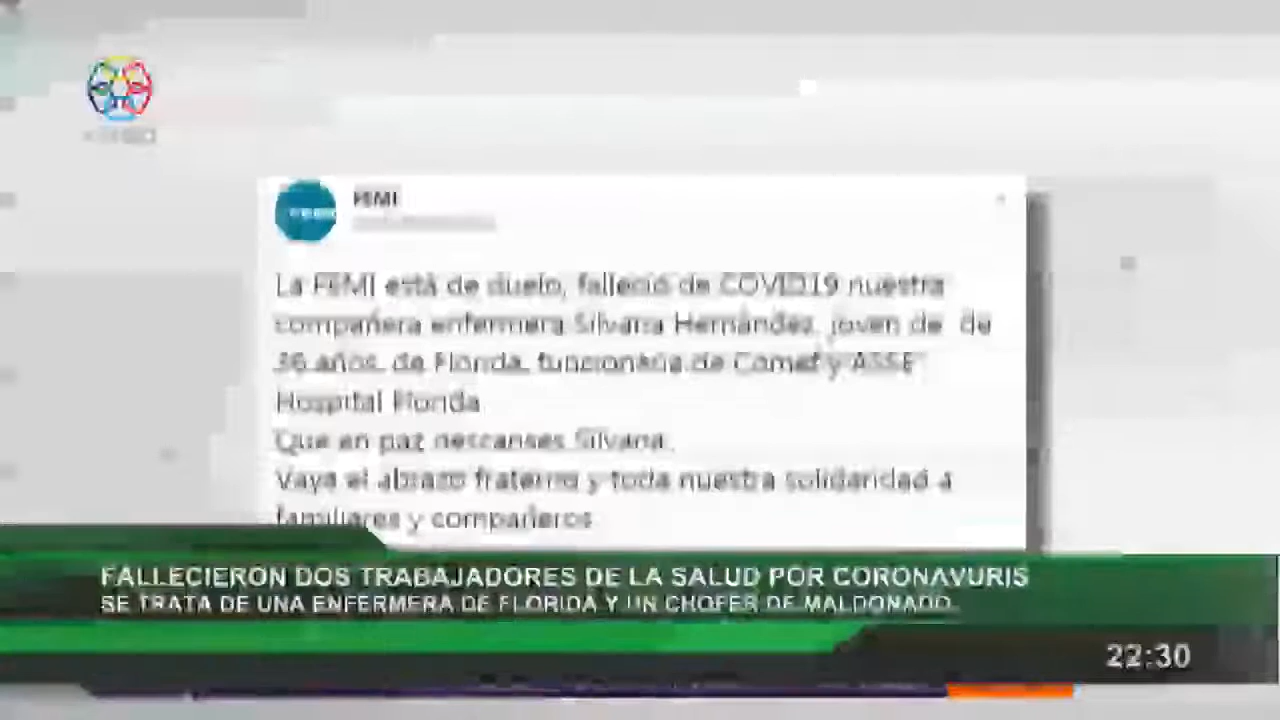 FEMI
La FEMI está de duelo, falleció de COVID19 nuestra
compañera enfermera Silvana Hernández, joven de de
36 años, de Florida, funcionaria de Comef y ASSE
Hospital Florida
Que en paz descanses Silvana.
Vaya el abrazo fraterno y toda nuestra solidaridad a
familiares y compañeros
FALLECIERON DOS TRABAJADORES DE LA SALUD POR CORONAVURIS
SE TRATA DE UNA ENFERMERA DE FLORIDA Y UN CHOFER DE MALDONADO.
22:30